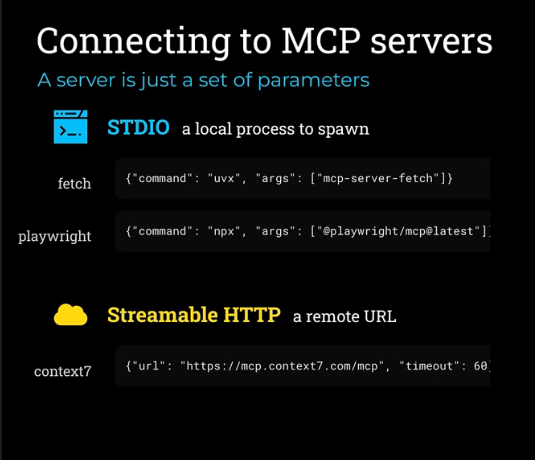 Connecting to MCP servers
A server is just a set of parameters
STDIO a local process to spawn
fetch {"command": "uvx", "args": ["mcp-server-fetch"]}
playwright {"command": "npx", "args": ["@playwright/mcp@latest"]
Streamable HTTP a remote URL
context7 {"url": "https://mcp.context7.com/mcp", "timeout": 60